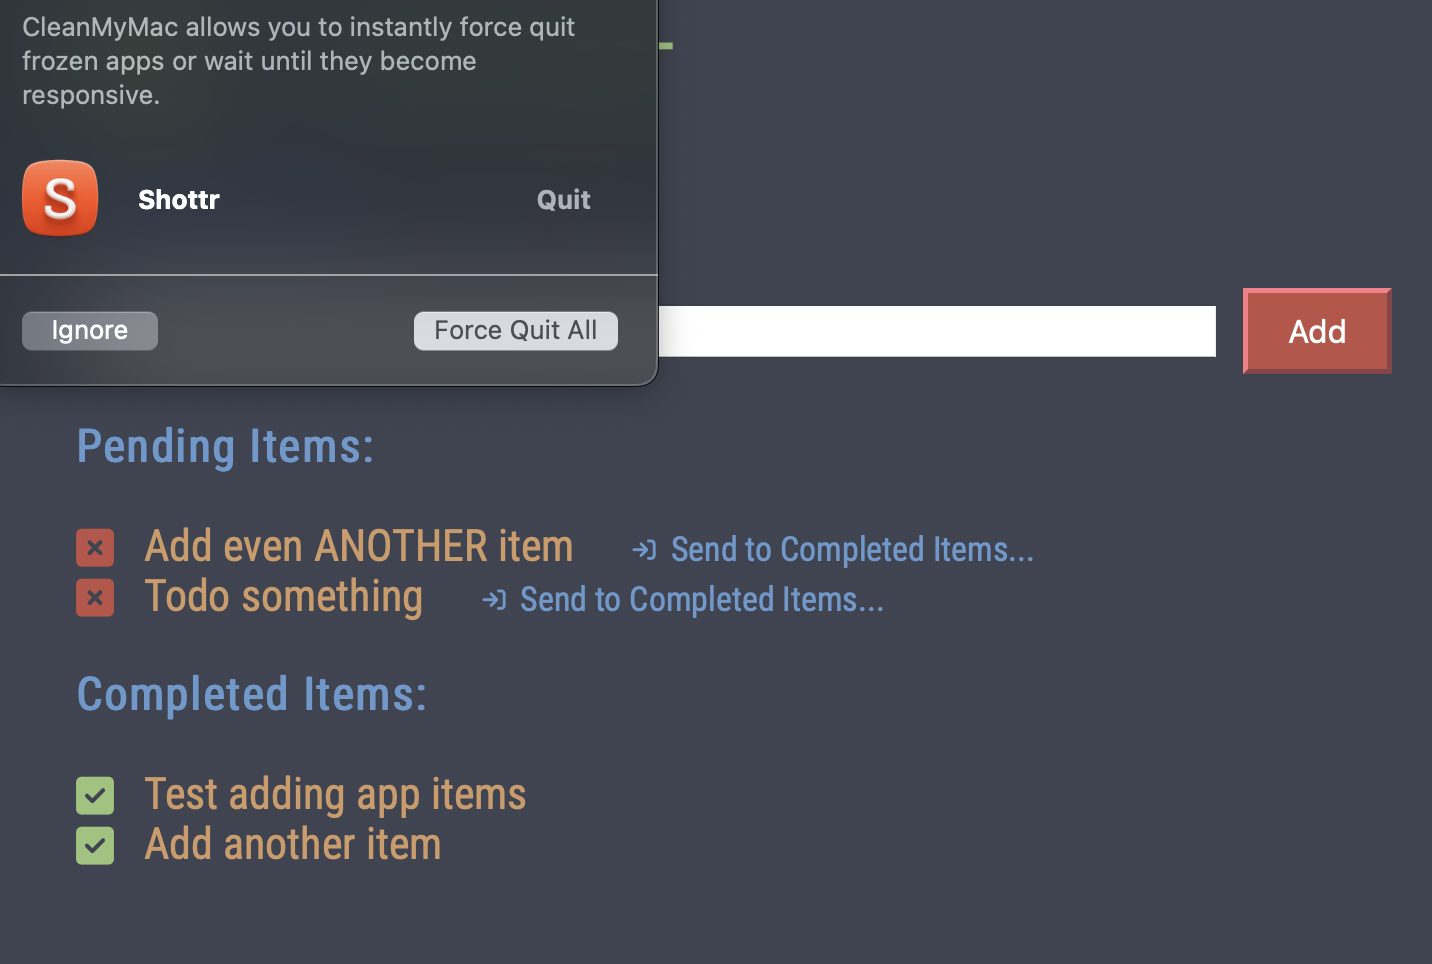 CleanMyMac allows you to instantly force quit
frozen apps or wait until they become
responsive.
S
Shottr
Quit
Ignore
Force Quit All
Add
Pending Items:
Add even ANOTHER item
Send to Completed Items...
Todo something
Send to Completed Items...
Completed Items:
Test adding app items
Add another item